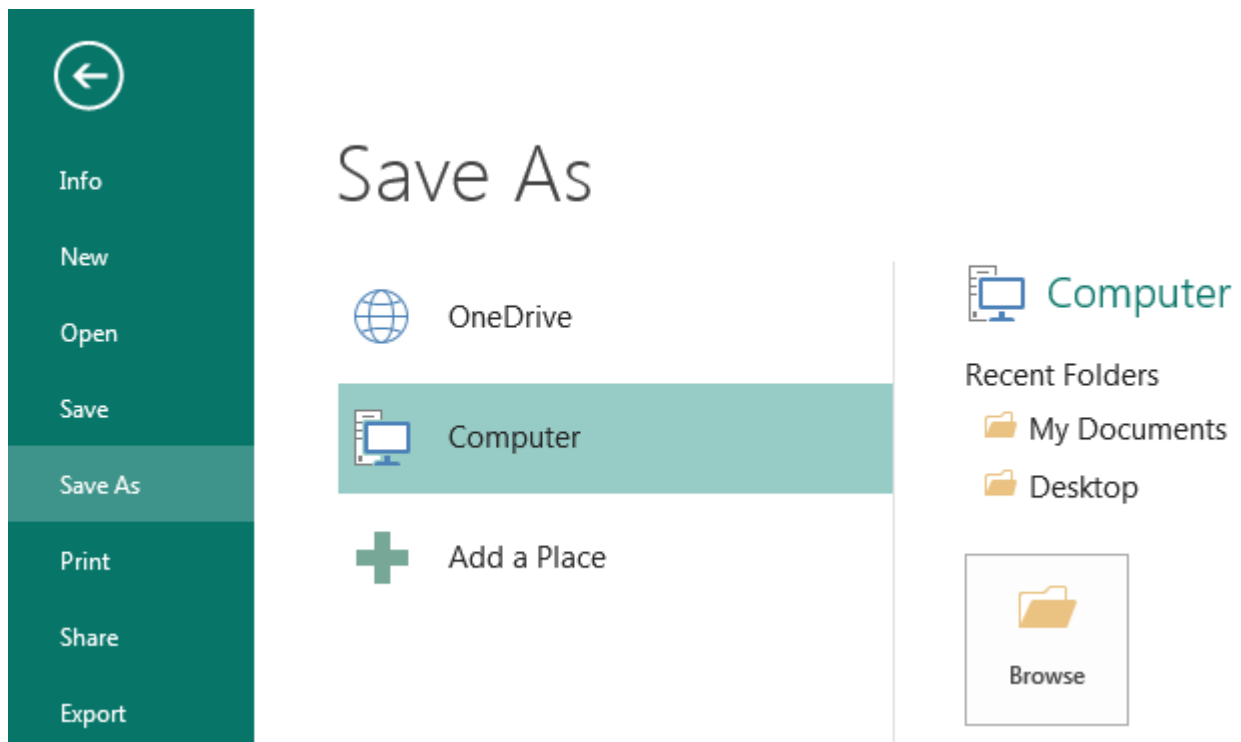 Info
New
Open
Save
Save As
Print
Share
Export
Save As
OneDrive
Computer
Add a Place
Computer
Recent Folders
My Documents
Desktop
Browse